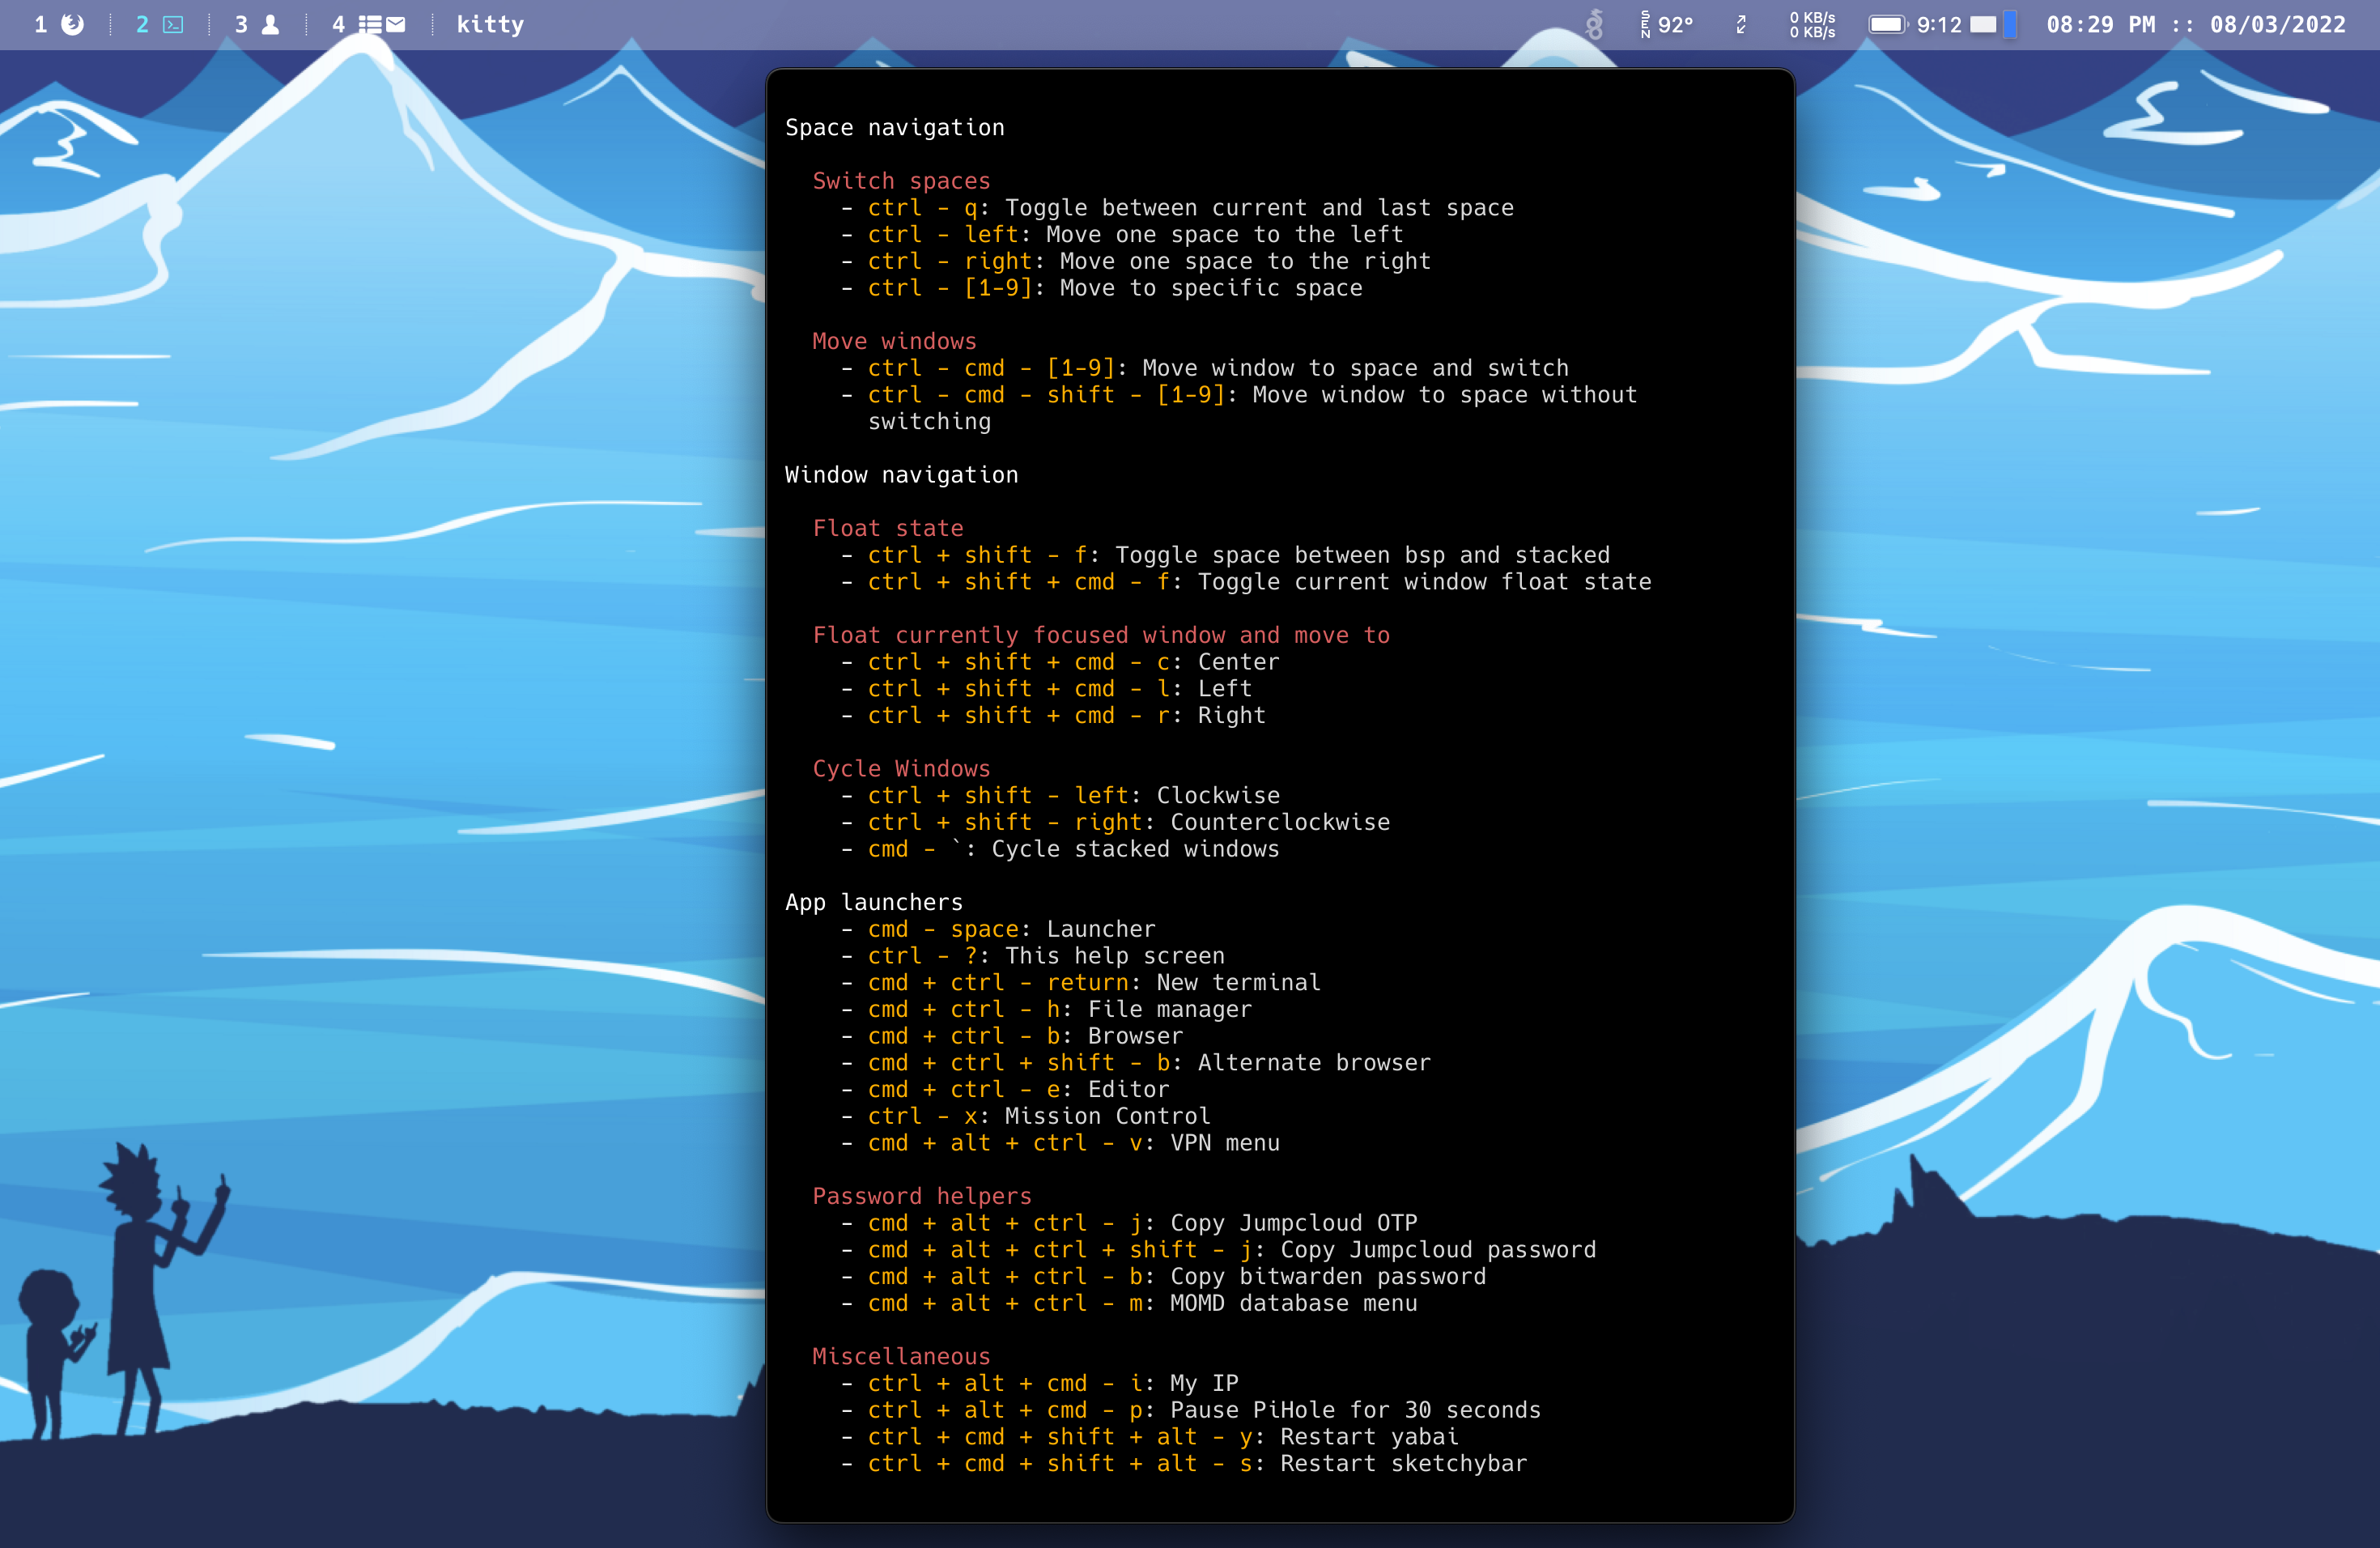 1 2 3 4 kitty SEN 92° 0 KB/s 9:12 08:29 PM :: 08/03/2022
0 KB/s
Space navigation
Switch spaces
- ctrl - q: Toggle between current and last space
- ctrl - left: Move one space to the left
- ctrl - right: Move one space to the right
- ctrl - [1-9]: Move to specific space
Move windows
- ctrl - cmd - [1-9]: Move window to space and switch
- ctrl - cmd - shift - [1-9]: Move window to space without
switching
Window navigation
Float state
- ctrl + shift - f: Toggle space between bsp and stacked
- ctrl + shift + cmd - f: Toggle current window float state
Float currently focused window and move to
- ctrl + shift + cmd - c: Center
- ctrl + shift + cmd - l: Left
- ctrl + shift + cmd - r: Right
Cycle Windows
- ctrl + shift - left: Clockwise
- ctrl + shift - right: Counterclockwise
- cmd - `: Cycle stacked windows
App launchers
- cmd - space: Launcher
- ctrl - ?: This help screen
- cmd + ctrl - return: New terminal
- cmd + ctrl - h: File manager
- cmd + ctrl - b: Browser
- cmd + ctrl + shift - b: Alternate browser
- cmd + ctrl - e: Editor
- ctrl - x: Mission Control
- cmd + alt + ctrl - v: VPN menu
Password helpers
- cmd + alt + ctrl - j: Copy Jumpcloud OTP
- cmd + alt + ctrl + shift - j: Copy Jumpcloud password
- cmd + alt + ctrl - b: Copy bitwarden password
- cmd + alt + ctrl - m: MOMD database menu
Miscellaneous
- ctrl + alt + cmd - i: My IP
- ctrl + alt + cmd - p: Pause PiHole for 30 seconds
- ctrl + cmd + shift + alt - y: Restart yabai
- ctrl + cmd + shift + alt - s: Restart sketchybar